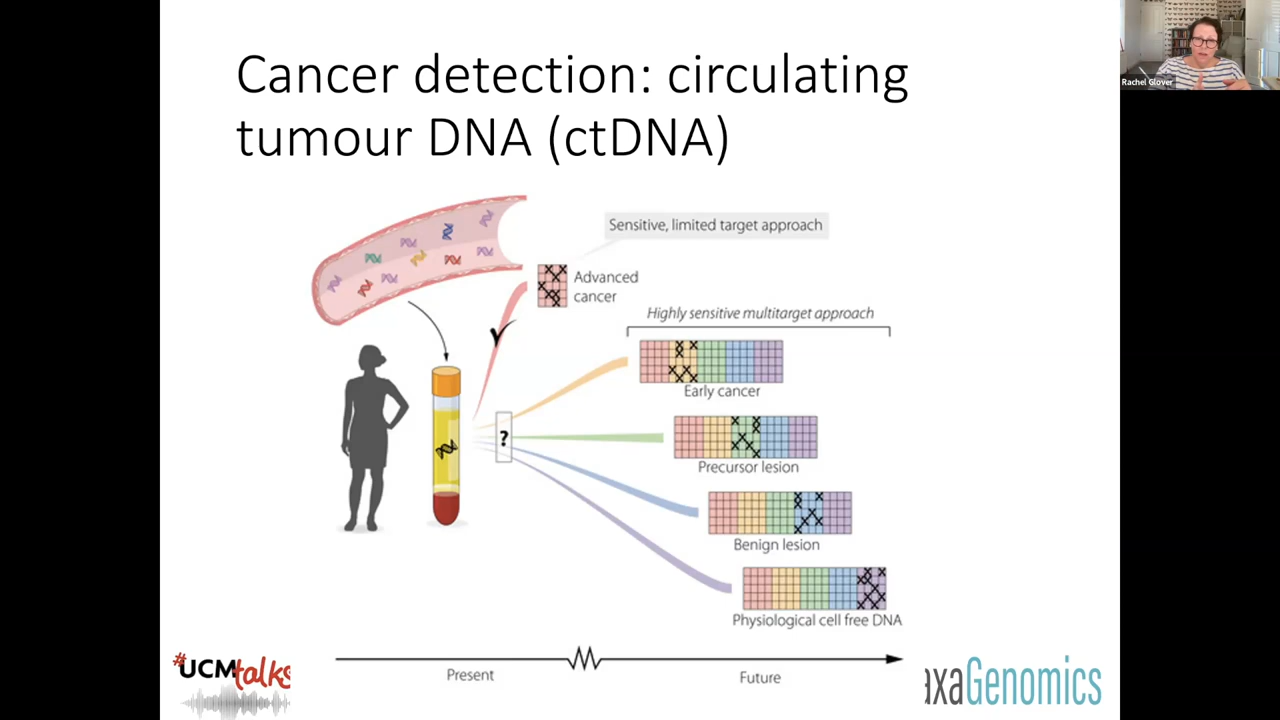 Cancer detection: circulating
tumour DNA (ctDNA)
Rachel Glover
Sensitive, limited target approach
Advanced
cancer
Highly sensitive multitarget approach
Early cancer
?
Precursor lesion
Benign lesion
Physiological cell free DNA
Present
Future
#UCMtalks
axaGenomics